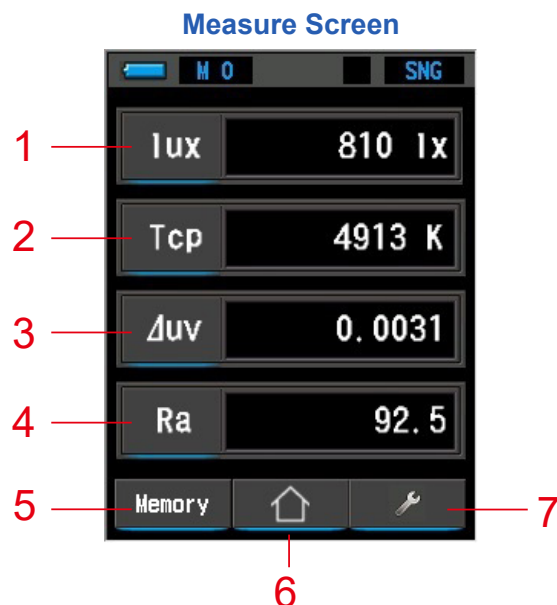 Measure Screen
M 0 SNG
1 lux 810 lx
2 Tcp 4913 K
3 Δuv 0.0031
4 Ra 92.5
5 Memory 7
6